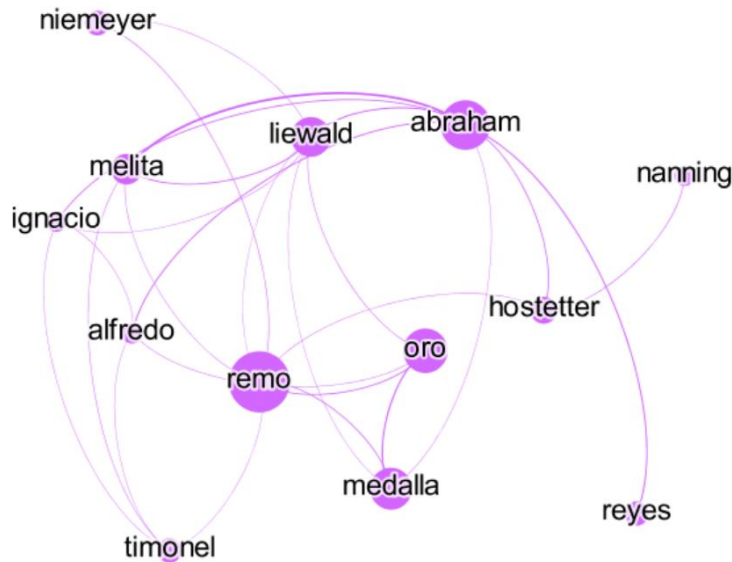 niemeyer
abraham
liewald
melita
nanning
ignacio
hostetter
alfredo
oro
remo
medalla
reyes
timonel